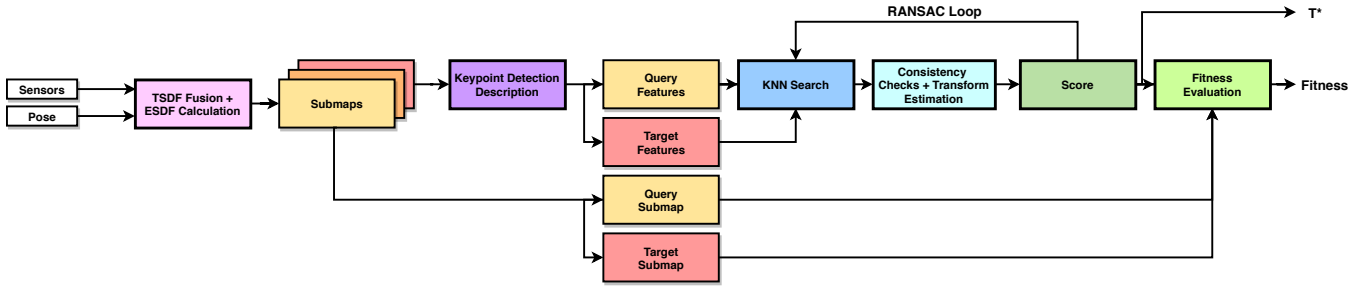 RANSAC Loop
T*
Sensors
Pose
TSDF Fusion +
ESDF Calculation
Submaps
Keypoint Detection
Description
Query
Features
Target
Features
Query
Submap
Target
Submap
KNN Search
Consistency
Checks + Transform
Estimation
Score
Fitness
Evaluation
Fitness